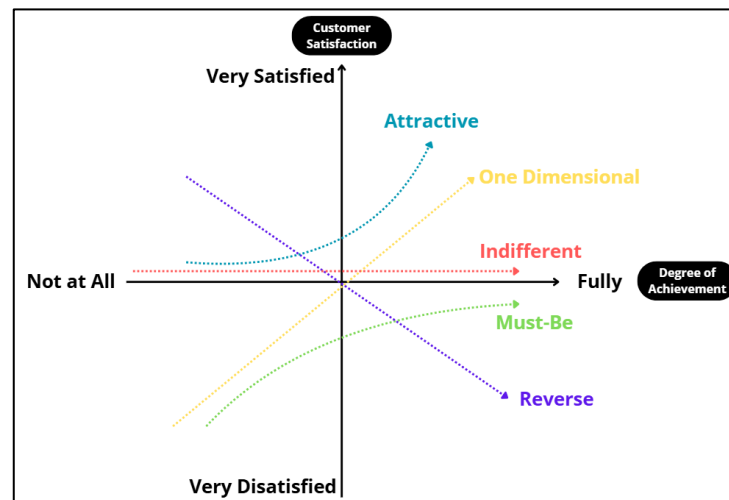 Customer
Satisfaction
Very Satisfied
Attractive
One Dimensional
Indifferent
Not at All
Fully
Degree of
Achievement
Must-Be
Reverse
Very Disatisfied